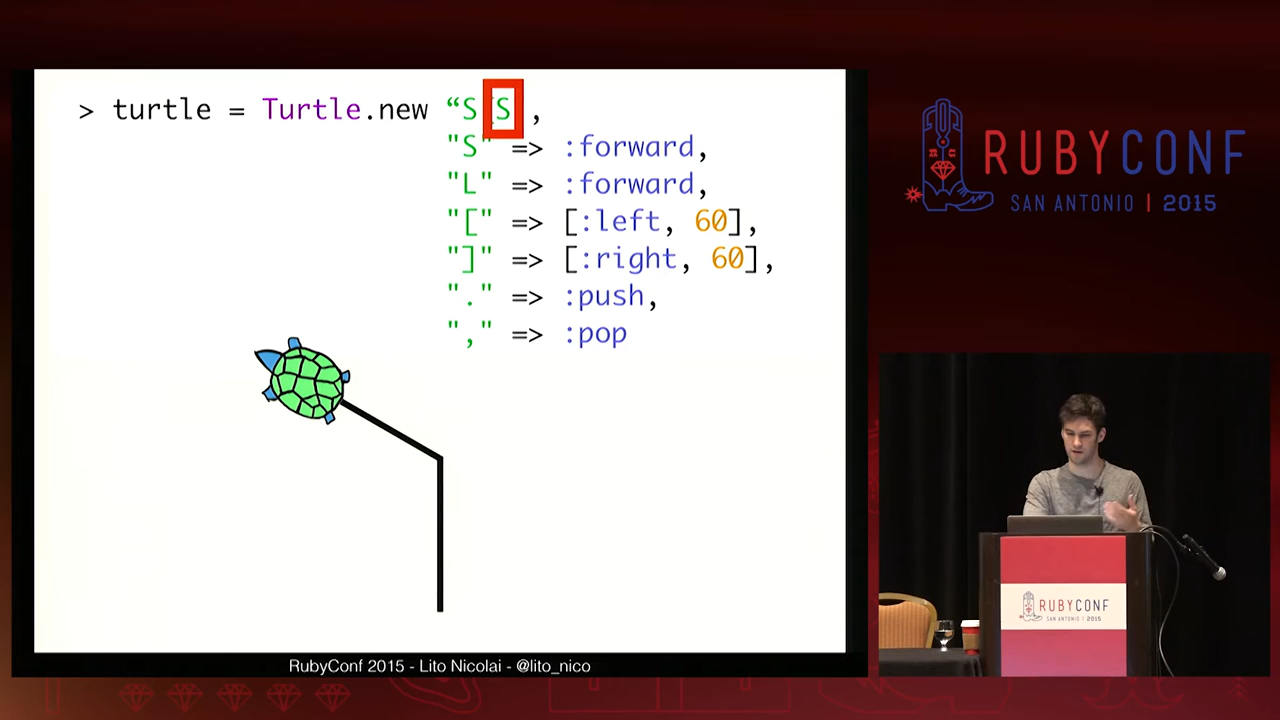 > turtle = Turtle.new “S[S ,
"S" => :forward,
"L" => :forward,
"[" => [:left, 60],
"]" => [:right, 60],
"." => :push,
"," => :pop
RubyConf 2015 - Lito Nicolai - @lito_nico
RUBYCONF
SAN ANTONIO | 2015
RUBYCONF
SAN ANTONIO | 2015